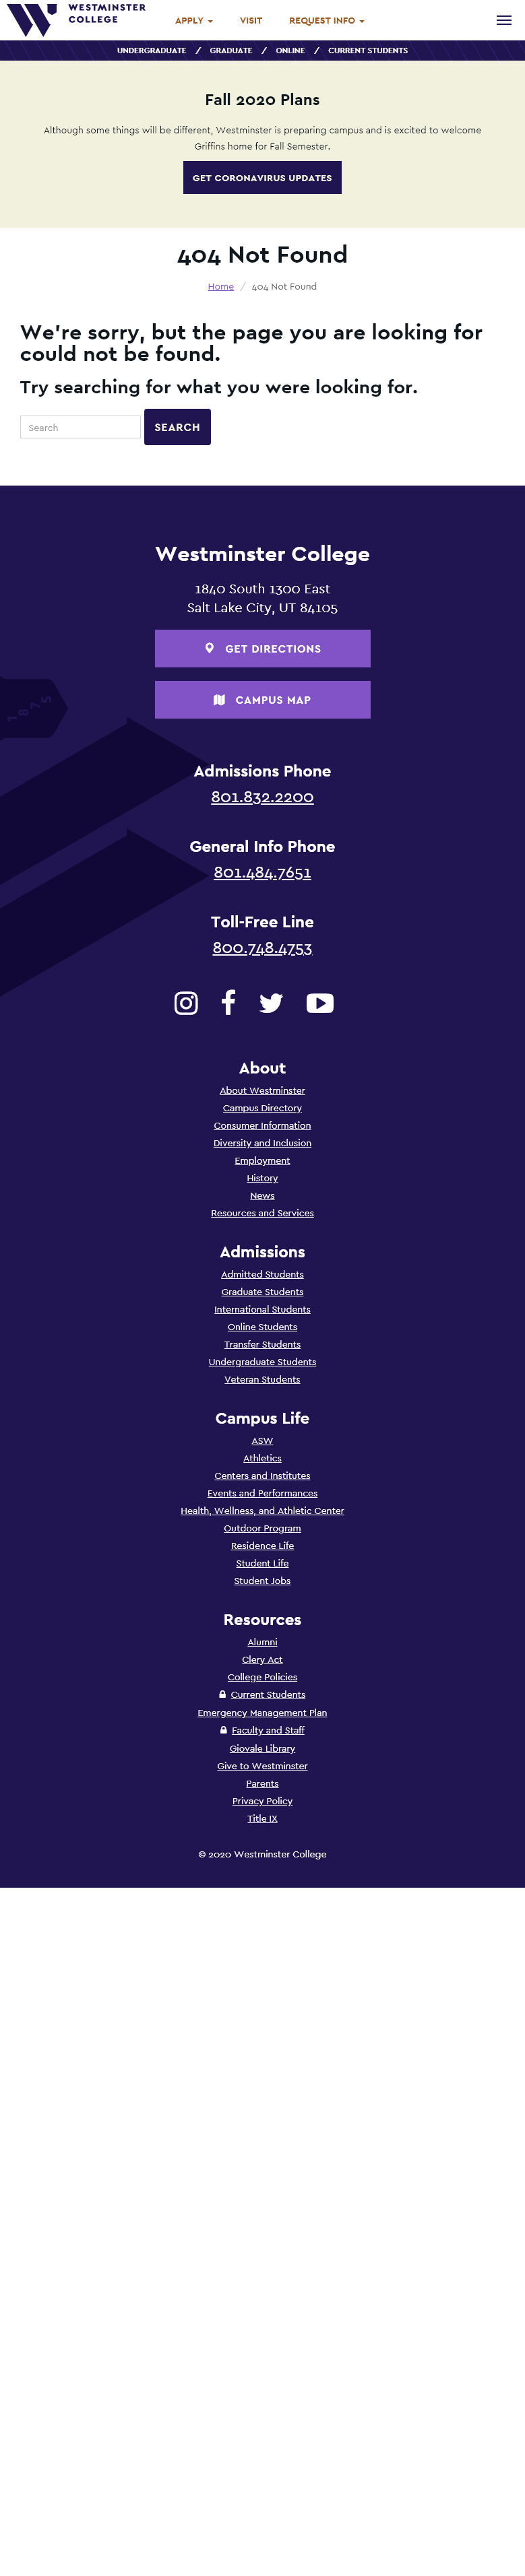 WESTMINSTER
COLLEGE
APPLY VISIT REQUEST INFO
UNDERGRADUATE / GRADUATE / ONLINE / CURRENT STUDENTS
Fall 2020 Plans
Although some things will be different, Westminster is preparing campus and is excited to welcome
Griffins home for Fall Semester.
GET CORONAVIRUS UPDATES
404 Not Found
Home / 404 Not Found
We're sorry, but the page you are looking for
could not be found.
Try searching for what you were looking for.
Search SEARCH
Westminster College
1840 South 1300 East
Salt Lake City, UT 84105
GET DIRECTIONS
CAMPUS MAP
1875
Admissions Phone
801.832.2200
General Info Phone
801.484.7651
Toll-Free Line
800.748.4753
About
About Westminster
Campus Directory
Consumer Information
Diversity and Inclusion
Employment
History
News
Resources and Services
Admissions
Admitted Students
Graduate Students
International Students
Online Students
Transfer Students
Undergraduate Students
Veteran Students
Campus Life
ASW
Athletics
Centers and Institutes
Events and Performances
Health, Wellness, and Athletic Center
Outdoor Program
Residence Life
Student Life
Student Jobs
Resources
Alumni
Clery Act
College Policies
Current Students
Emergency Management Plan
Faculty and Staff
Giovale Library
Give to Westminster
Parents
Privacy Policy
Title IX
© 2020 Westminster College